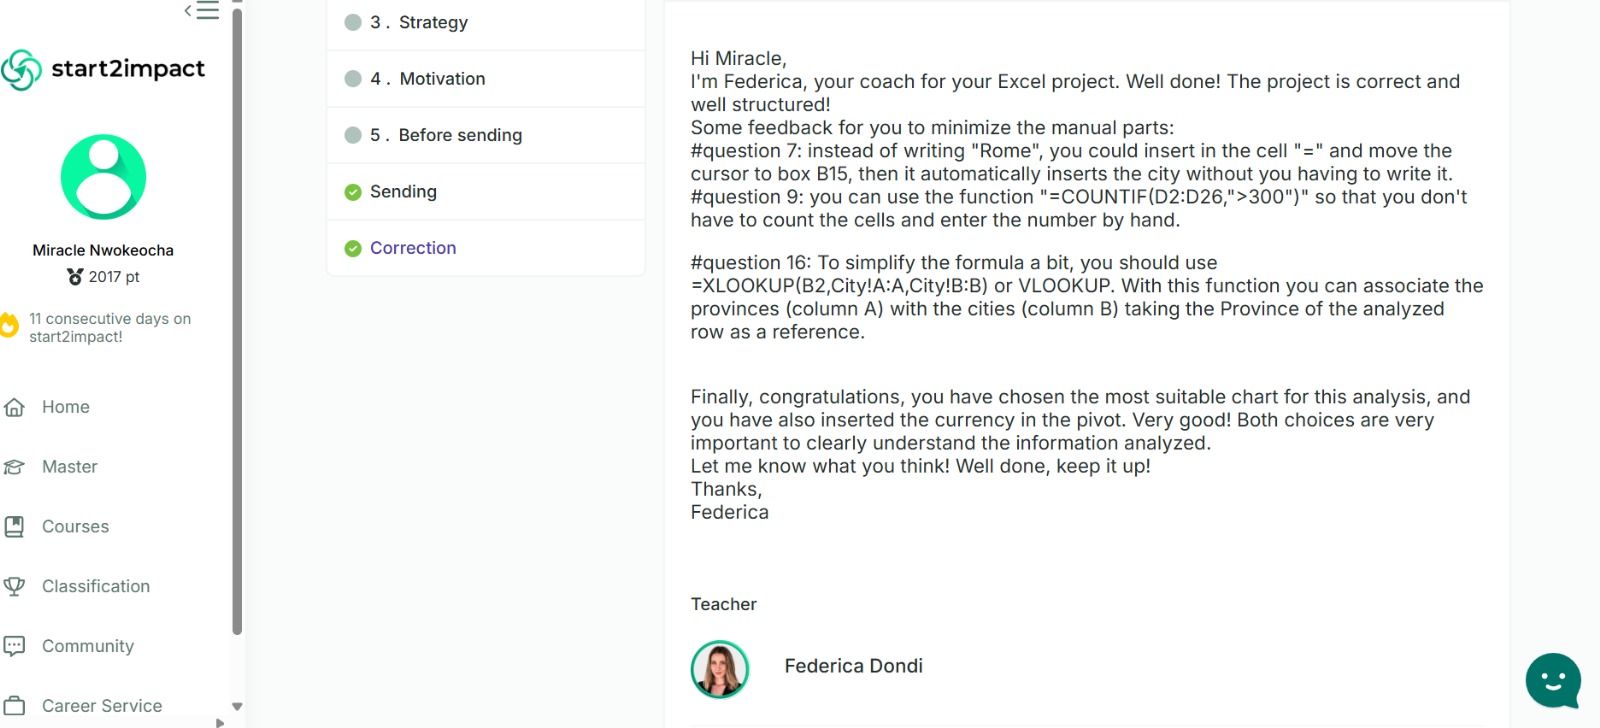 start2impact
Miracle Nwokeocha
2017 pt
11 consecutive days on
start2impact!
Home
Master
Courses
Classification
Community
Career Service
3 . Strategy
4 . Motivation
5 . Before sending
Sending
Correction
Hi Miracle,
I'm Federica, your coach for your Excel project. Well done! The project is correct and
well structured!
Some feedback for you to minimize the manual parts:
#question 7: instead of writing "Rome", you could insert in the cell "=" and move the
cursor to box B15, then it automatically inserts the city without you having to write it.
#question 9: you can use the function "=COUNTIF(D2:D26,">300")" so that you don't
have to count the cells and enter the number by hand.
#question 16: To simplify the formula a bit, you should use
=XLOOKUP(B2,City!A:A,City!B:B) or VLOOKUP. With this function you can associate the
provinces (column A) with the cities (column B) taking the Province of the analyzed
row as a reference.
Finally, congratulations, you have chosen the most suitable chart for this analysis, and
you have also inserted the currency in the pivot. Very good! Both choices are very
important to clearly understand the information analyzed.
Let me know what you think! Well done, keep it up!
Thanks,
Federica
Teacher
Federica Dondi